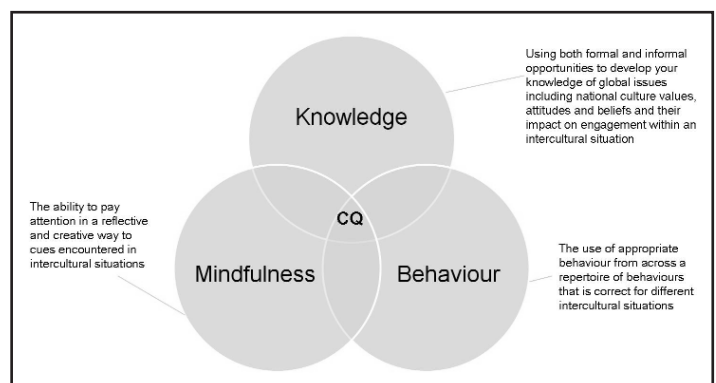 Using both formal and informal
opportunities to develop your
knowledge of global issues
including national culture values,
attitudes and beliefs and their
impact on engagement within an
intercultural situation
Knowledge
The ability to pay
attention in a reflective
and creative way to
cues encountered in
intercultural situations
CQ
Mindfulness
Behaviour
The use of appropriate
behaviour from across a
repertoire of behaviours
that is correct for different
intercultural situations